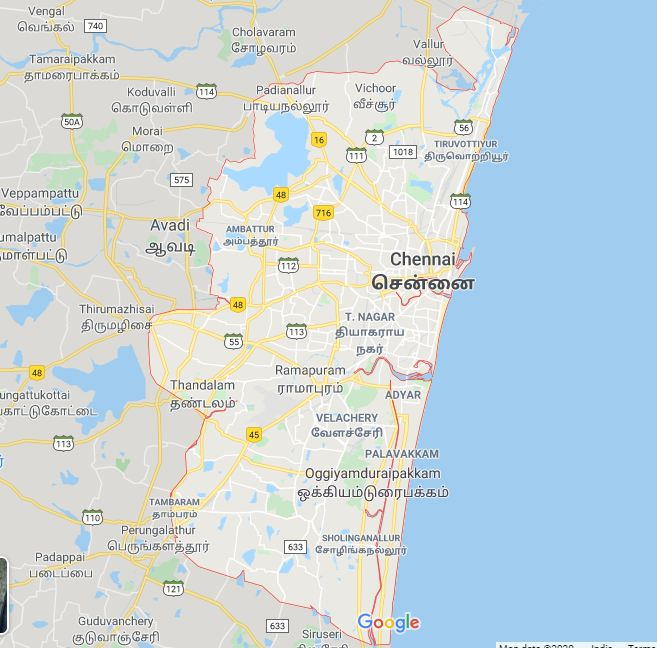 Vengal
வெங்கல்
740
Cholavaram
சோழவரம்
Vallur
வல்லூர்
Tamaraipakkam
தாமரைபாக்கம்
Koduvalli
கொடுவள்ளி
114
Padianallur
பாடியநல்லூர்
Vichoor
வீச்சூர்
50A
Morai
மொறை
16
2
56
111
1018
TIRUVOTTIYUR
திருவொற்றியூர்
575
Veppampattu
வேப்பம்பட்டு
48
114
716
Avadi
ஆவடி
AMBATTUR
அம்பத்தூர்
112
Chennai
சென்னை
48
Thirumazhisai
திருமழிசை
T. NAGAR
தியாகராய
நகர்
113
55
48
Ramapuram
ராமாபுரம்
Thandalam
தண்டலம்
ADYAR
VELACHERY
வேளச்சேரி
45
113
PALAVAKKAM
Oggiyamduraipakkam
ஒக்கியம்டுரைபக்கம்
TAMBARAM
தாம்பரம்
110
Perungalathur
பெருங்களத்தூர்
SHOLINGANALLUR
சோழிங்கநல்லூர்
633
Padappai
படைப்பை
121
Guduvanchery
குடுவாஞ்சேரி
633
Siruseri
Google